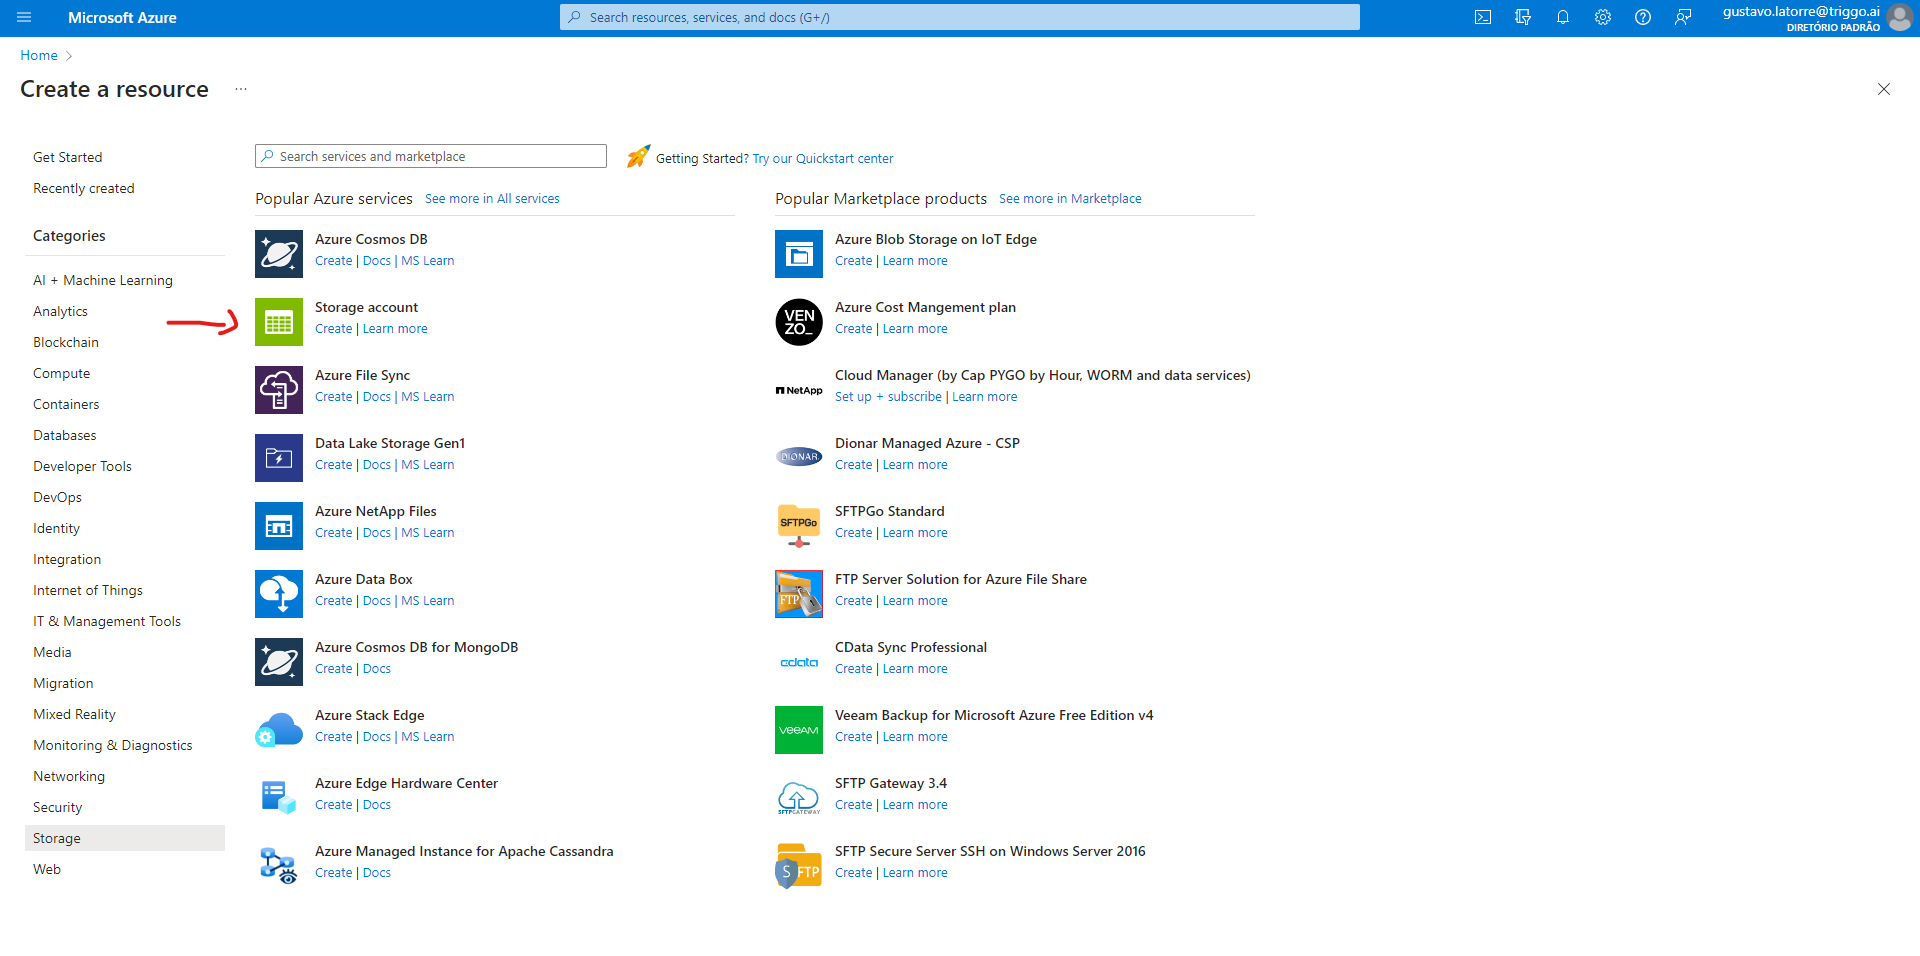 Microsoft Azure
Search resources, services, and docs (G+/)
gustavo.latorre@triggo.ai
DIRETÓRIO PADRÃO
Home
Create a resource
...
Get Started
Recently created
Categories
AI + Machine Learning
Analytics
Blockchain
Compute
Containers
Databases
Developer Tools
DevOps
Identity
Integration
Internet of Things
IT & Management Tools
Media
Migration
Mixed Reality
Monitoring & Diagnostics
Networking
Security
Storage
Web
Search services and marketplace
Getting Started? Try our Quickstart center
Popular Azure services See more in All services
Azure Cosmos DB
Create | Docs | MS Learn
Storage account
Create | Learn more
Azure File Sync
Create | Docs | MS Learn
Data Lake Storage Gen1
Create | Docs | MS Learn
Azure NetApp Files
Create | Docs | MS Learn
Azure Data Box
Create | Docs | MS Learn
Azure Cosmos DB for MongoDB
Create | Docs
Azure Stack Edge
Create | Docs | MS Learn
Azure Edge Hardware Center
Create | Docs
Azure Managed Instance for Apache Cassandra
Create | Docs
Popular Marketplace products See more in Marketplace
Azure Blob Storage on IoT Edge
Create | Learn more
VEN
ZO_
Azure Cost Mangement plan
Create | Learn more
NetApp
Cloud Manager (by Cap PYGO by Hour, WORM and data services)
Set up + subscribe | Learn more
DIONAR
Dionar Managed Azure - CSP
Create | Learn more
SFTPGo
SFTPGo Standard
Create | Learn more
FTP
FTP Server Solution for Azure File Share
Create | Learn more
cdata
CData Sync Professional
Create | Learn more
veeAM
Veeam Backup for Microsoft Azure Free Edition v4
Create | Learn more
SFTPGATEWAY
SFTP Gateway 3.4
Create | Learn more
S FTP
SFTP Secure Server SSH on Windows Server 2016
Create | Learn more